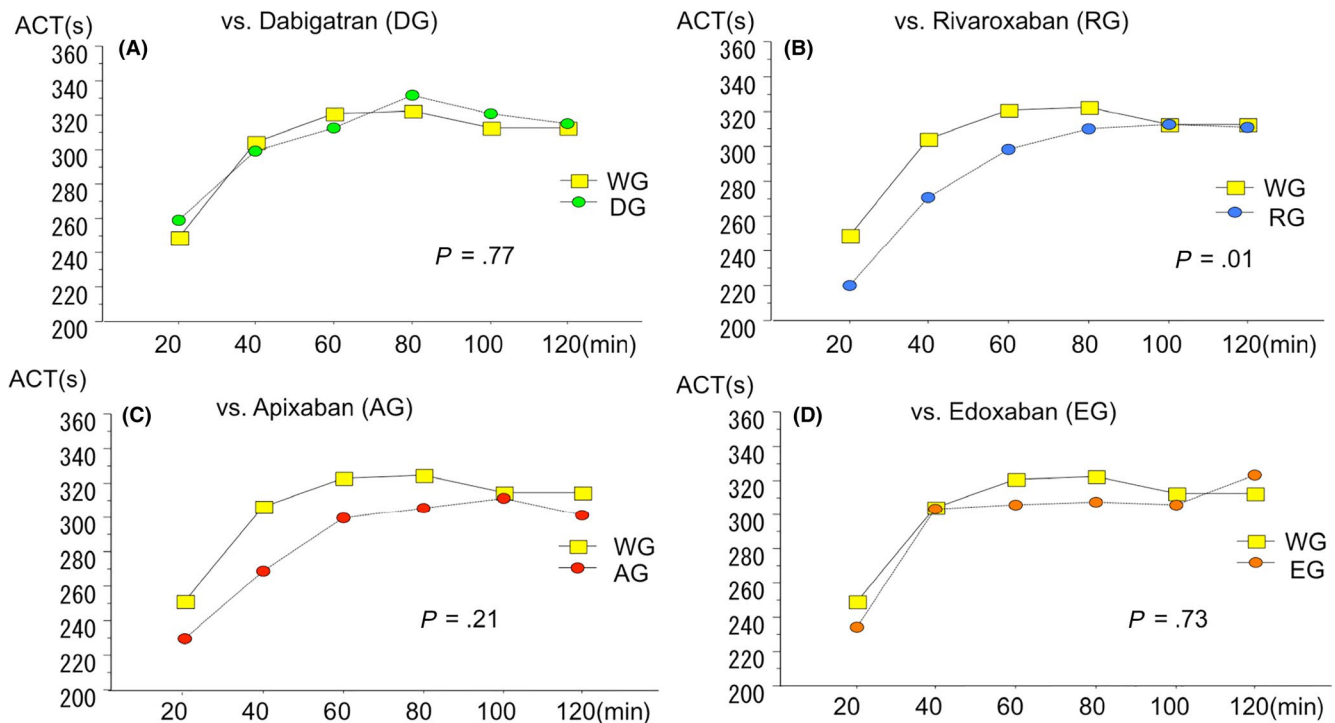 ACT(s)
vs. Dabigatran (DG)
(A)
360
340
320
300
280
260
240
220
200
WG
DG
P = .77
20 40 60 80 100 120(min)
ACT(s)
vs. Rivaroxaban (RG)
(B)
360
340
320
300
280
260
240
220
200
WG
RG
P = .01
20 40 60 80 100 120(min)
ACT(s)
vs. Apixaban (AG)
(C)
360
340
320
300
280
260
230
220
200
WG
AG
P = .21
20 40 60 80 100 120(min)
ACT(s)
vs. Edoxaban (EG)
(D)
360
340
320
300
280
260
240
220
200
WG
EG
P = .73
20 40 60 80 100 120(min)